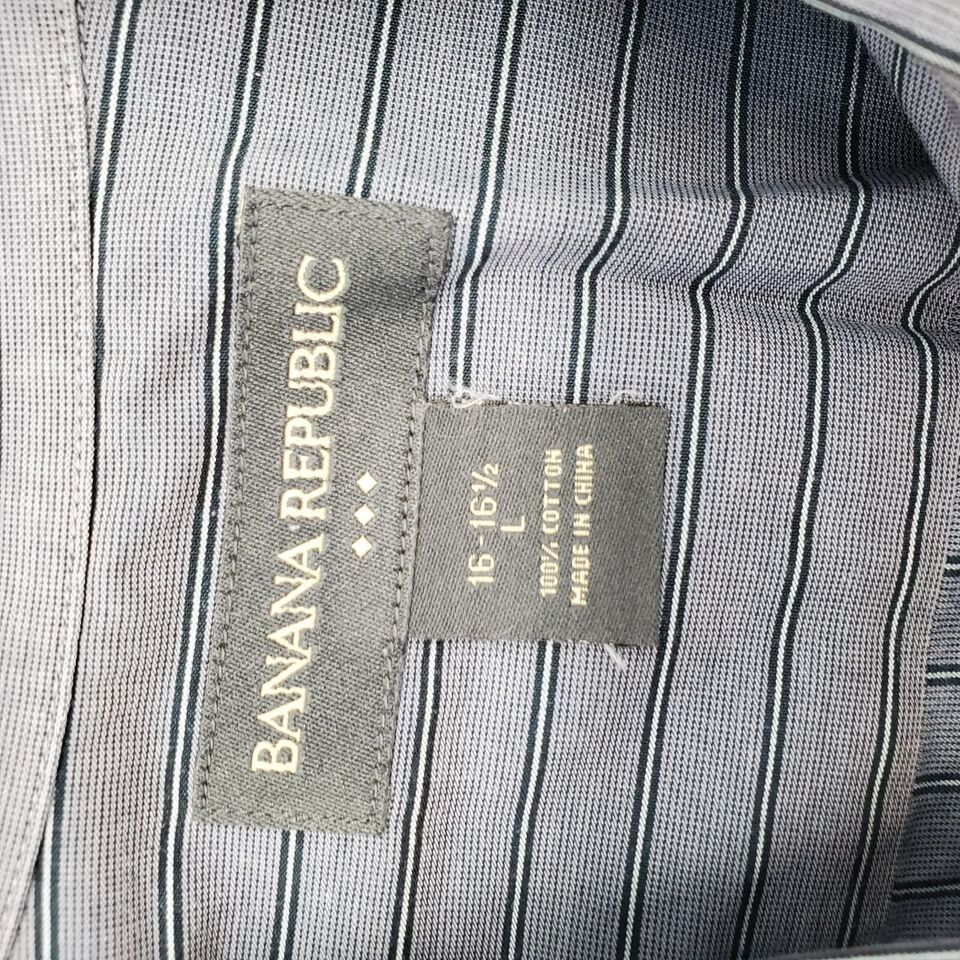 BANANA REPUBLIC
16-16½
L
100% COTTON
MADE IN CHINA